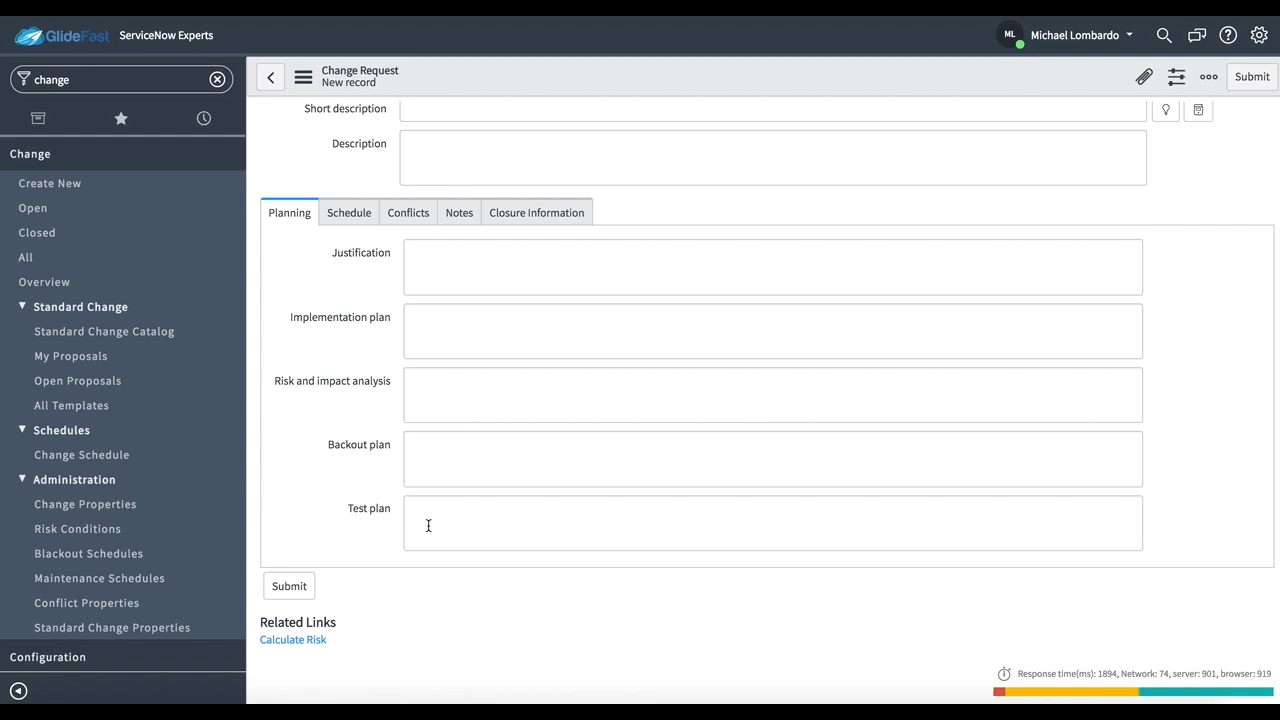 GlideFast ServiceNow Experts
ML Michael Lombardo
change
Change Request
New record
Submit
Short description
Description
Change
Create New
Open
Closed
All
Overview
Standard Change
Standard Change Catalog
My Proposals
Open Proposals
All Templates
Schedules
Change Schedule
Administration
Change Properties
Risk Conditions
Blackout Schedules
Maintenance Schedules
Conflict Properties
Standard Change Properties
Configuration
Planning Schedule Conflicts Notes Closure Information
Justification
Implementation plan
Risk and impact analysis
Backout plan
Test plan
Submit
Related Links
Calculate Risk
Response time(ms): 1894, Network: 74, server: 901, browser: 919